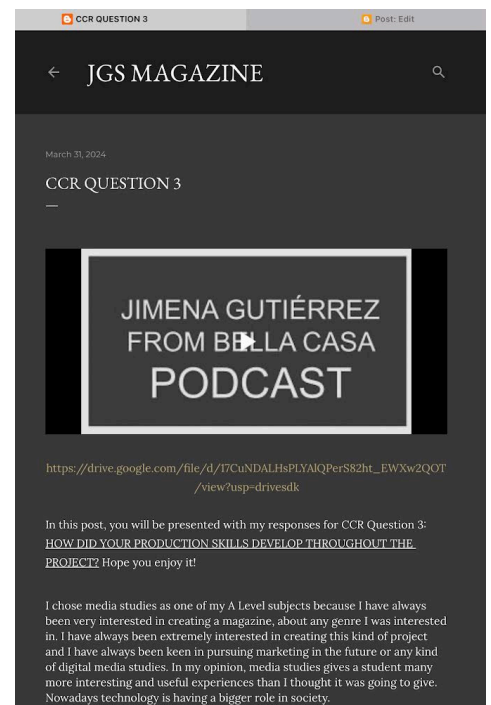 CCR QUESTION 3
Post: Edit
JGS MAGAZINE
March 31, 2024
CCR QUESTION 3
JIMENA GUTIÉRREZ
FROM BELLA CASA
PODCAST
https://drive.google.com/file/d/17CuNDALHsPLYAlQPerS82ht_EWXw2QOT
/view?usp=drivesdk
In this post, you will be presented with my responses for CCR Question 3:
HOW DID YOUR PRODUCTION SKILLS DEVELOP THROUGHOUT THE
PROJECT? Hope you enjoy it!
I chose media studies as one of my A Level subjects because I have always
been very interested in creating a magazine, about any genre I was interested
in. I have always been extremely interested in creating this kind of project
and I have always been keen in pursuing marketing in the future or any kind
of digital media studies. In my opinion, media studies gives a student many
more interesting and useful experiences than I thought it was going to give.
Nowadays technology is having a bigger role in society.